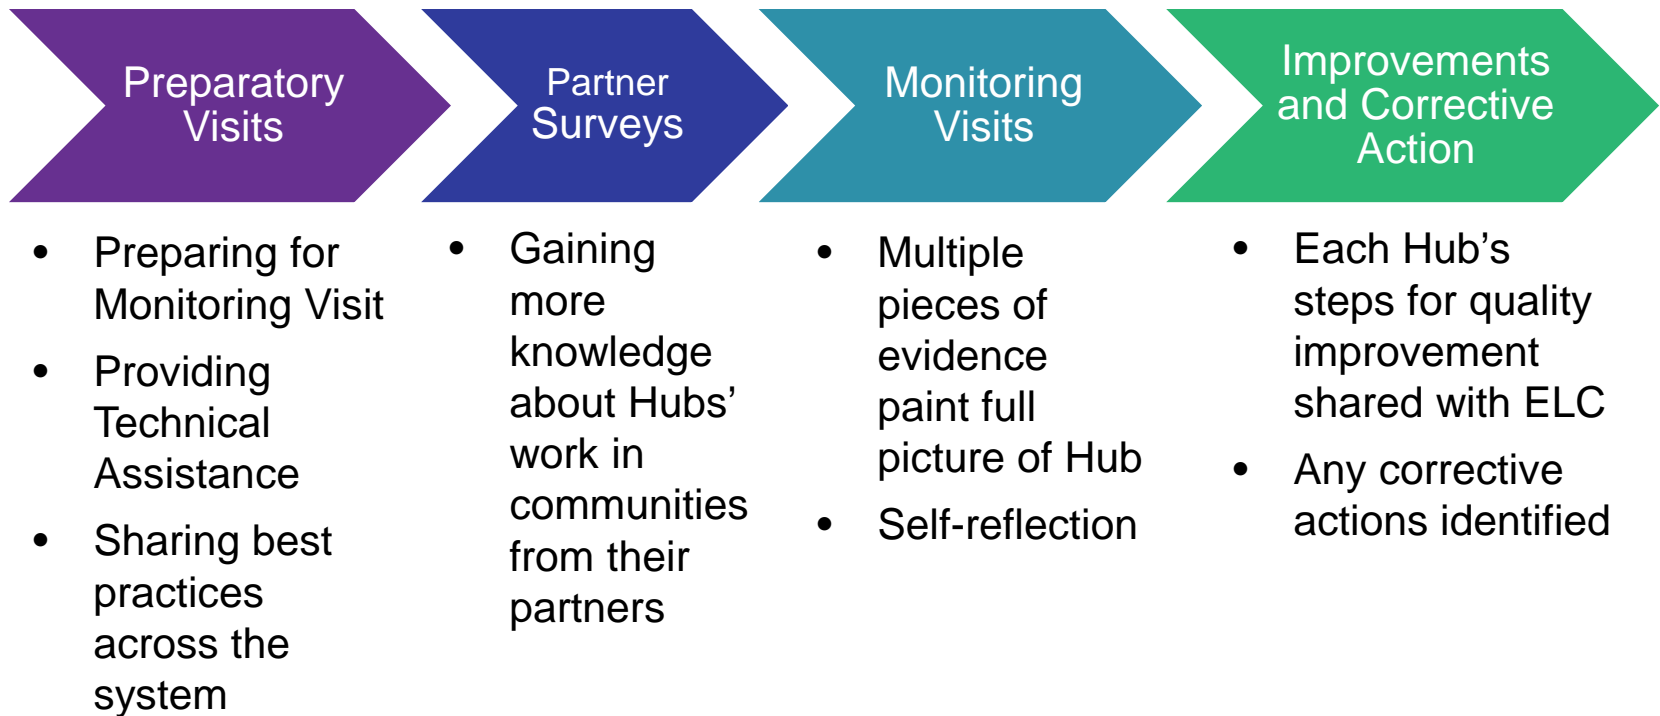 Preparatory
Visits
Partner
Surveys
Monitoring
Visits
Improvements
and Corrective
Action
• Preparing for
Monitoring Visit
• Providing
Technical
Assistance
• Sharing best
practices
across the
system
• Gaining
more
knowledge
about Hubs’
work in
communities
from their
partners
• Multiple
pieces of
evidence
paint full
picture of Hub
• Self-reflection
• Each Hub’s
steps for quality
improvement
shared with ELC
• Any corrective
actions identified